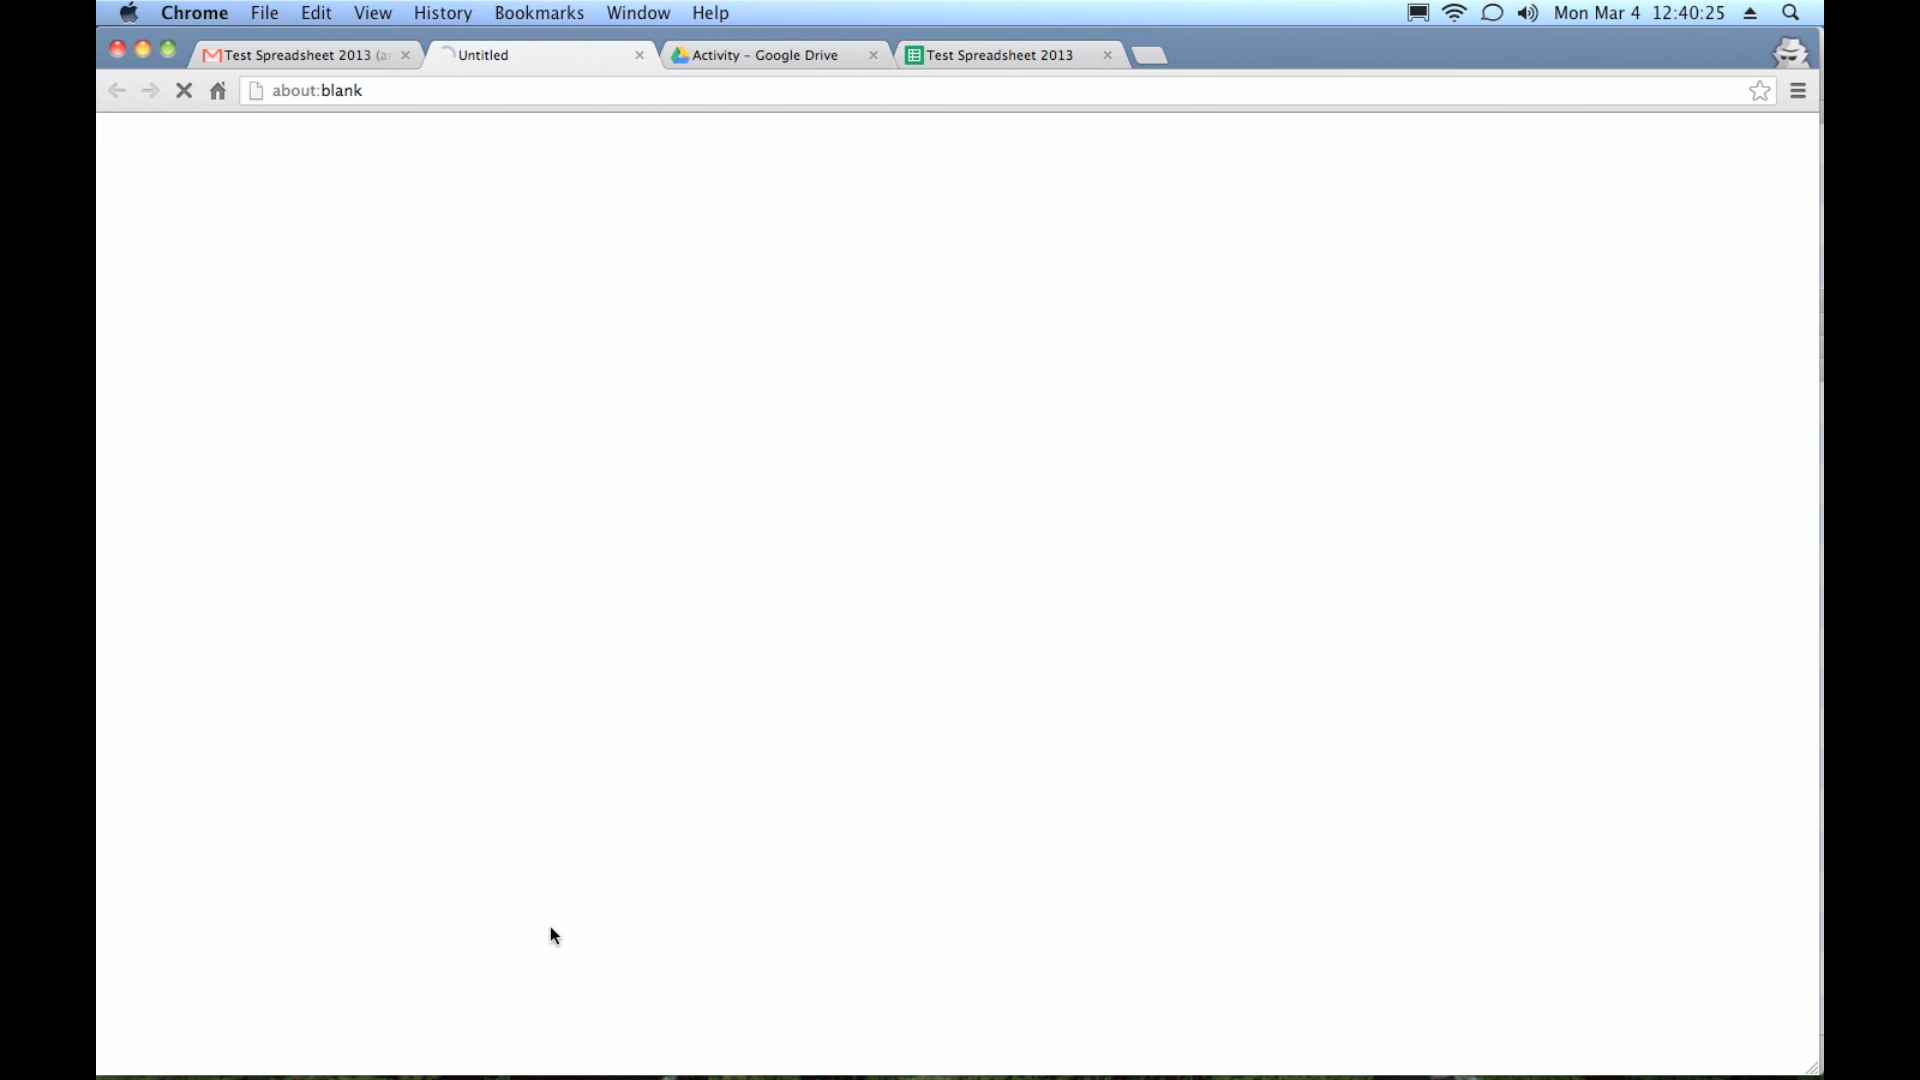 Chrome File Edit View History Bookmarks Window Help Mon Mar 4 12:40:25
Test Spreadsheet 2013 (a Untitled Activity – Google Drive Test Spreadsheet 2013
about:blank